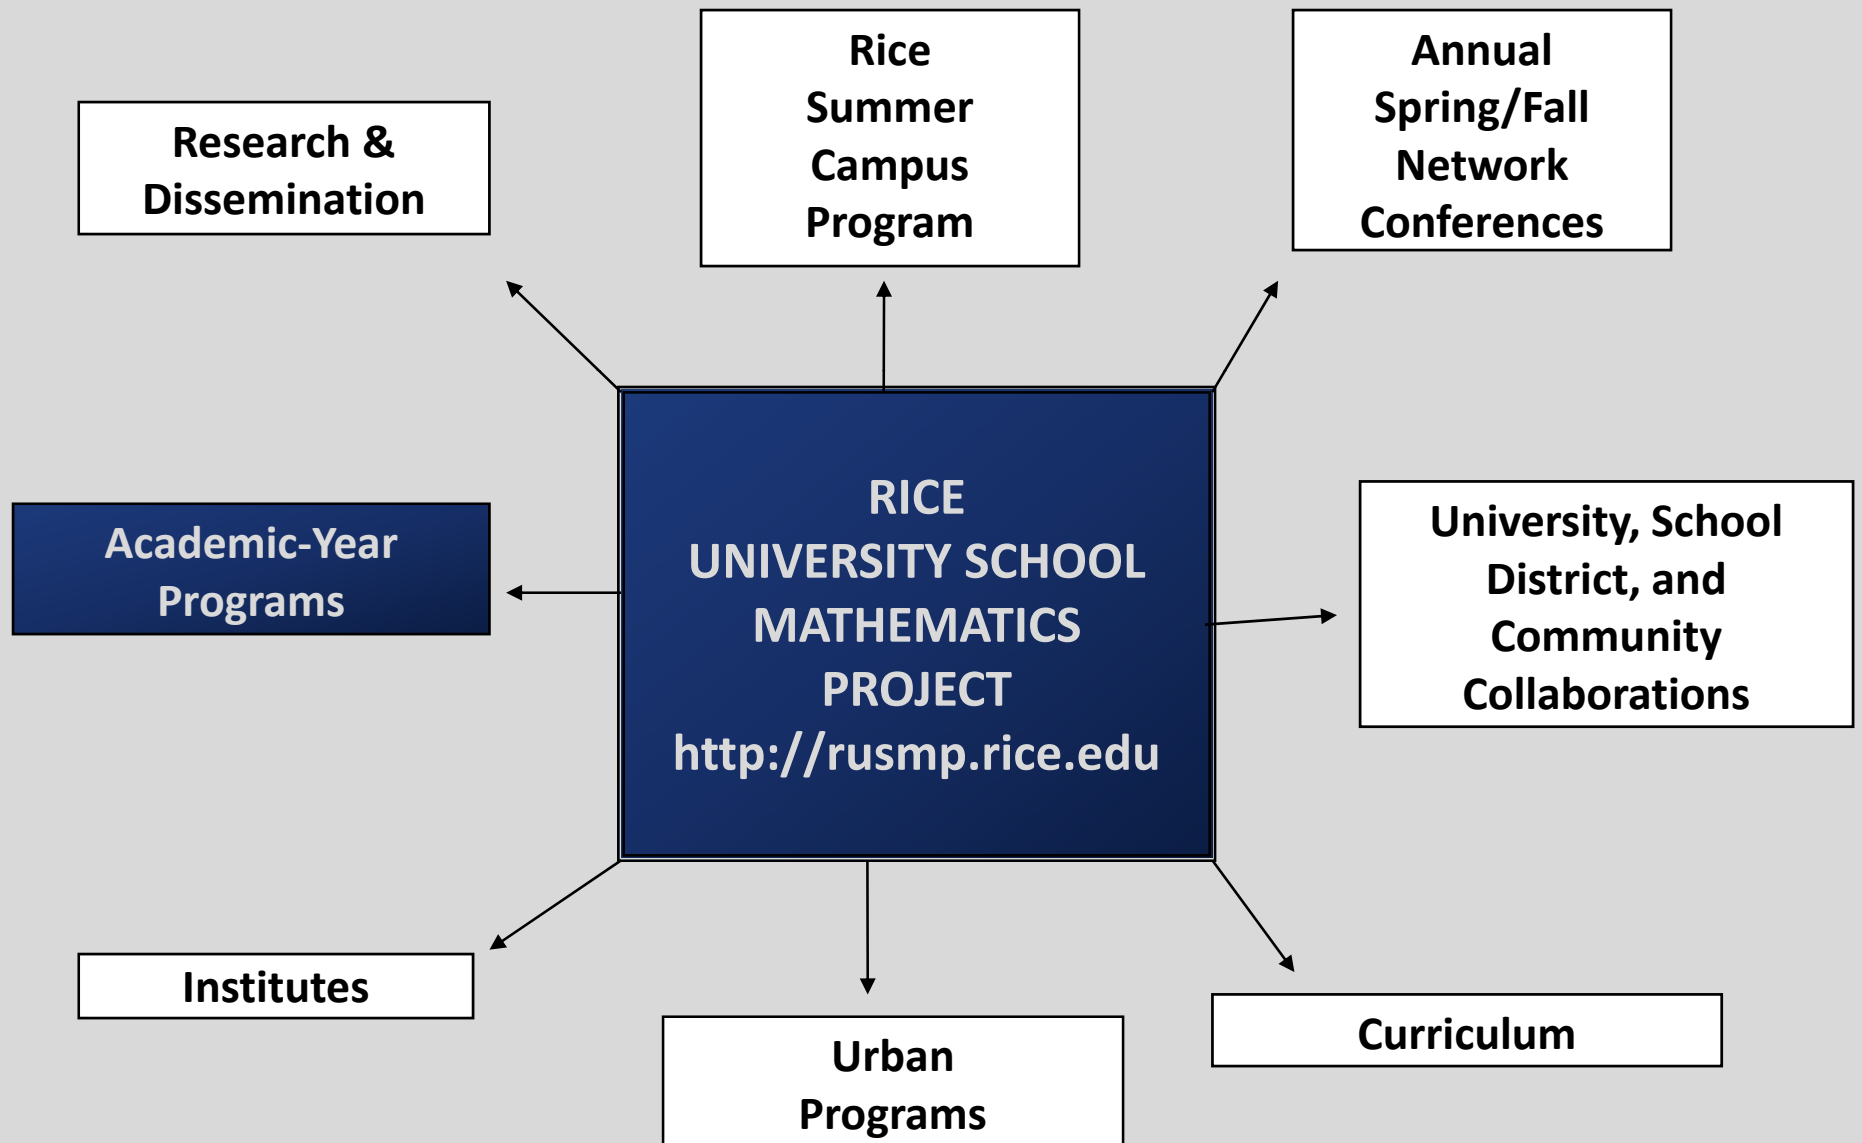 Rice
Summer
Campus
Program
Annual
Spring/Fall
Network
Conferences
Research &
Dissemination
RICE
UNIVERSITY SCHOOL
MATHEMATICS
PROJECT
http://rusmp.rice.edu
Academic-Year
Programs
University, School
District, and
Community
Collaborations
Institutes
Urban
Programs
Curriculum